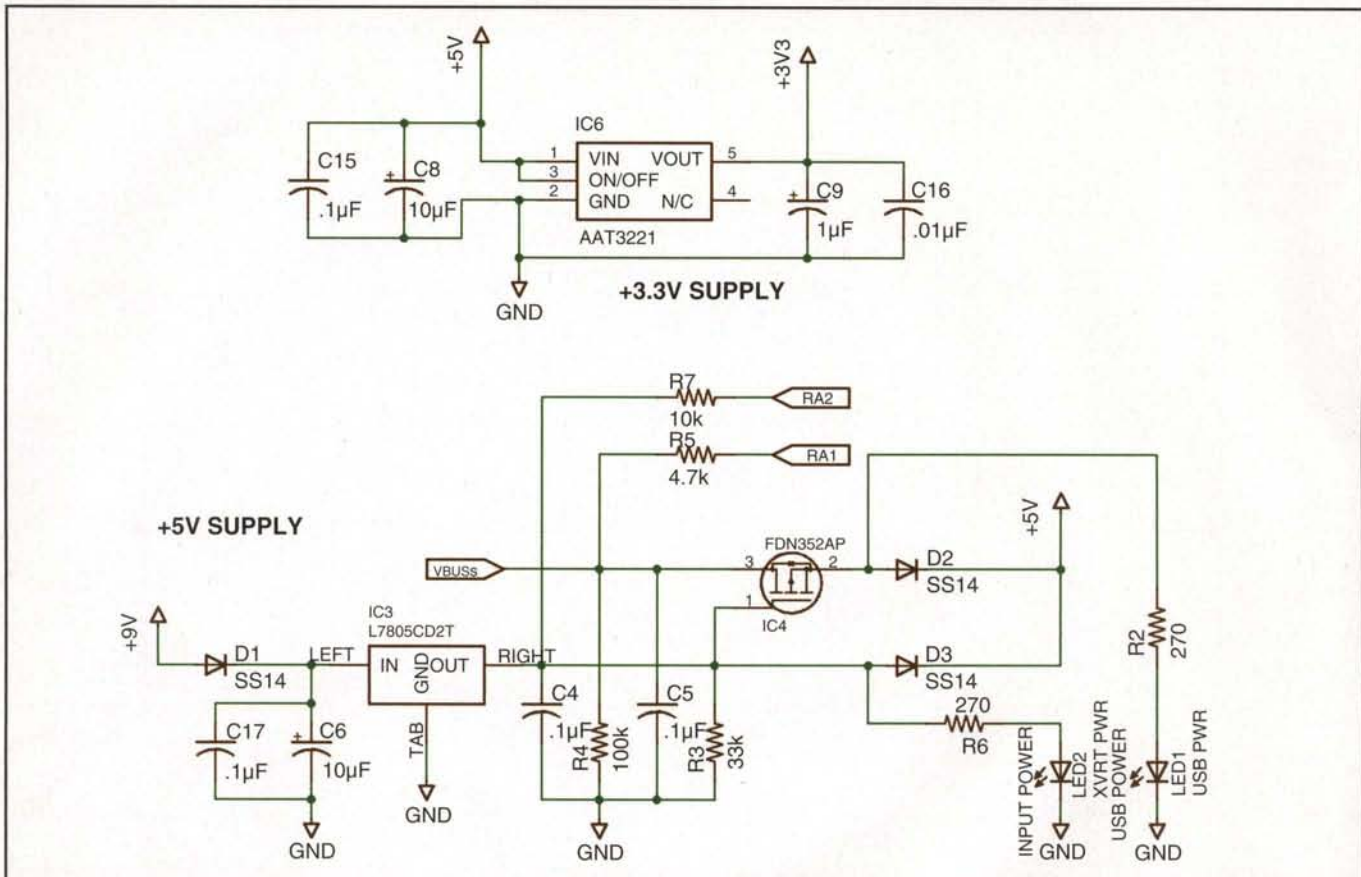 +5V
+3V3
IC6
C15
.1µF
+
C8
10µF
1
VIN
VOUT
5
3
ON/OFF
2
GND
N/C
4
AAT3221
+
C9
1µF
C16
.01µF
+3.3V SUPPLY
GND
R7
10k
RA2
R5
4.7k
RA1
+5V SUPPLY
VBUSs
FDN352AP
3
2
1
IC4
D2
SS14
+5V
+9V
D1
SS14
LEFT
IC3
L7805CD2T
IN
GND
OUT
TAB
RIGHT
D3
SS14
R2
270
C17
.1µF
+
C6
10µF
C4
.1µF
R4
100k
C5
.1µF
R3
33k
270
R6
INPUT POWER
LED2
XVRT PWR
USB POWER
LED1
USB PWR
GND
GND
GND
GND
GND